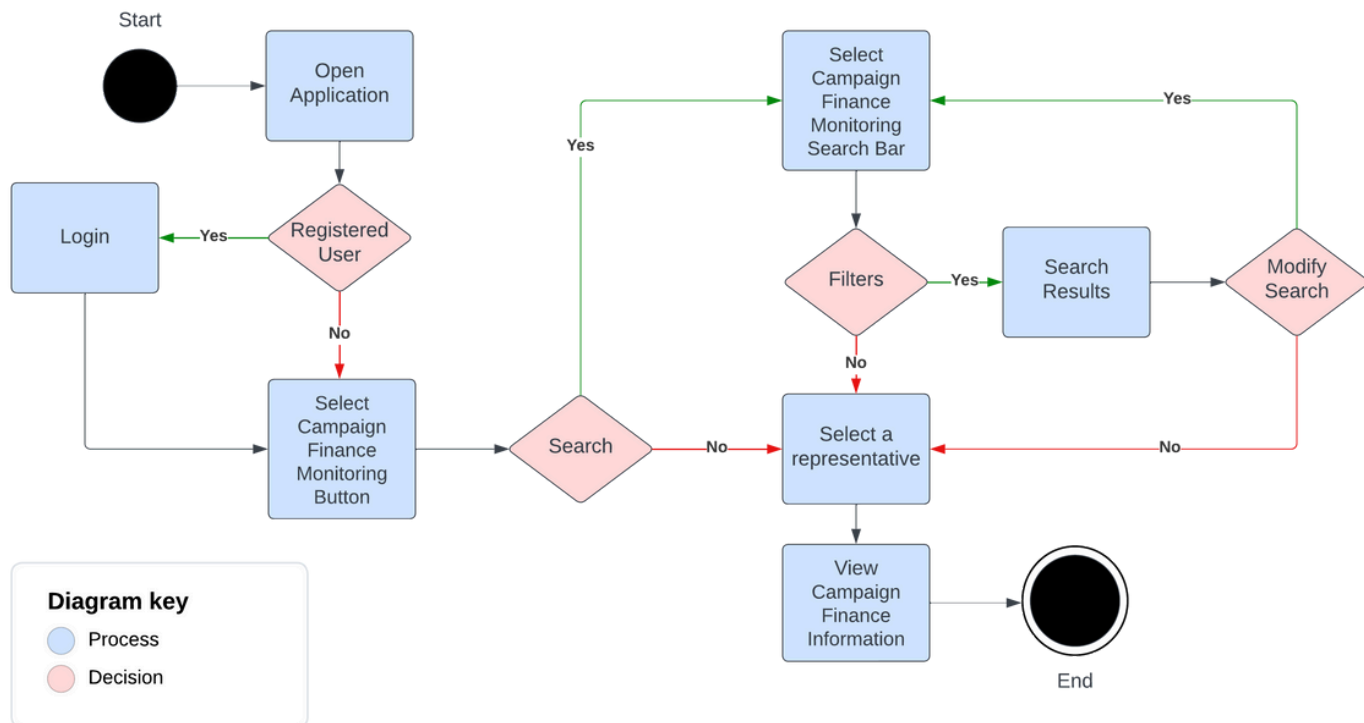 Start
Open
Application
Registered
User
Yes
Login
No
Select
Campaign
Finance
Monitoring
Button
Search
Yes
No
Select
Campaign
Finance
Monitoring
Search Bar
Filters
Yes
Search
Results
Modify
Search
Yes
No
No
Select a
representative
View
Campaign
Finance
Information
End
Diagram key
Process
Decision